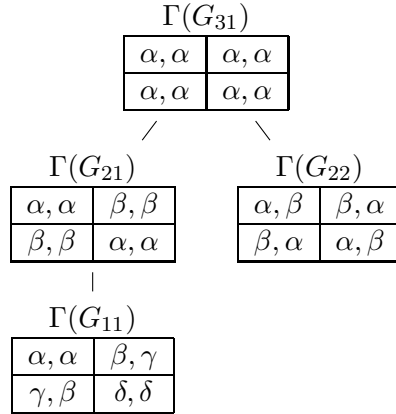 Γ(G₃₁)
α, α α, α
α, α α, α
Γ(G₂₁) Γ(G₂₂)
α, α β, β α, β β, α
β, β α, α β, α α, β
Γ(G₁₁)
α, α β, γ
γ, β δ, δ